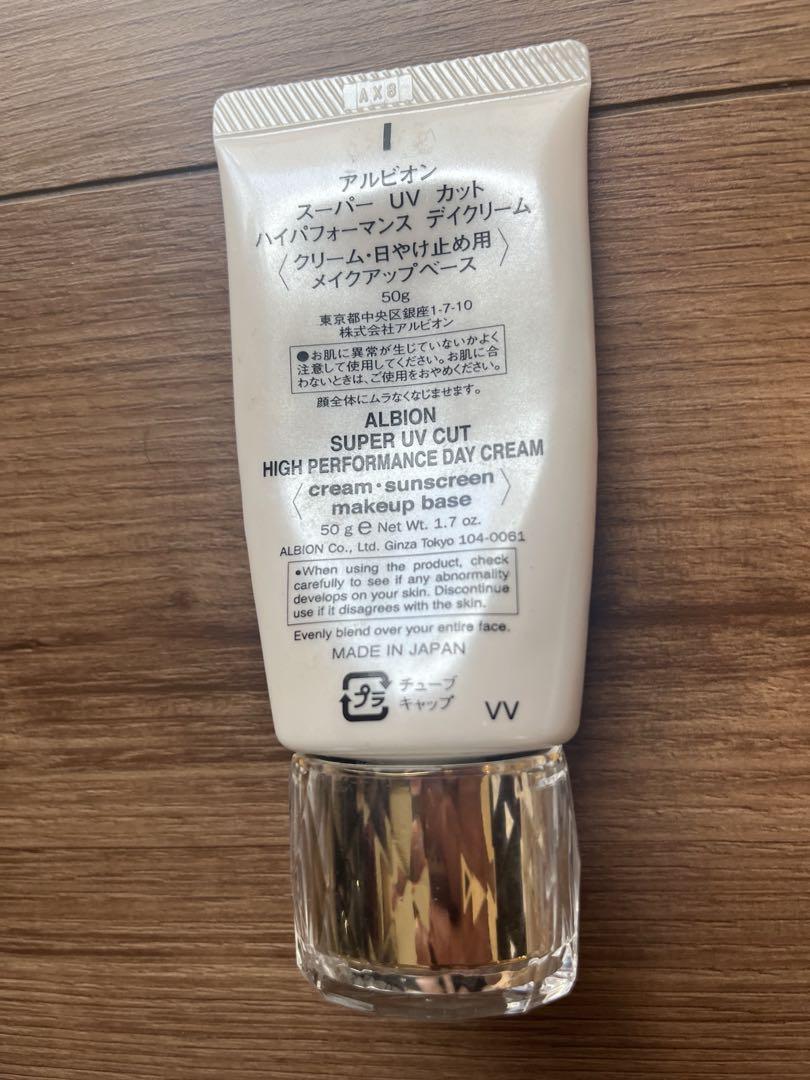 AX8
アルビオン
スーパー UV カット
ハイパフォーマンス デイクリーム
〈クリーム・日やけ止め用
メイクアップベース〉
50g
東京都中央区銀座1-7-10
株式会社アルビオン
●お肌に異常が生じていないかよく
注意して使用してください。お肌に合
わないときは、ご使用をおやめください。
顔全体にムラなくなじませます。
ALBION
SUPER UV CUT
HIGH PERFORMANCE DAY CREAM
〈cream・sunscreen
makeup base〉
50 g ℮ Net Wt. 1.7 oz.
ALBION Co., Ltd. Ginza Tokyo 104-0061
•When using the product, check
carefully to see if any abnormality
develops on your skin. Discontinue
use if it disagrees with the skin.
Evenly blend over your entire face.
MADE IN JAPAN
プラ チューブ
キャップ
VV